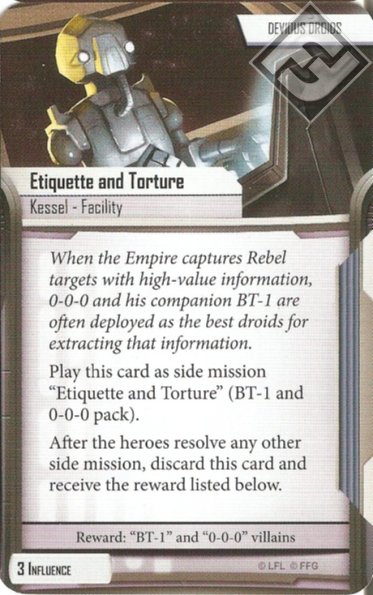 DEVIOUS DROIDS
Etiquette and Torture
Kessel - Facility
When the Empire captures Rebel
targets with high-value information,
0-0-0 and his companion BT-1 are
often deployed as the best droids for
extracting that information.
Play this card as side mission
“Etiquette and Torture” (BT-1 and
0-0-0 pack).
After the heroes resolve any other
side mission, discard this card and
receive the reward listed below.
Reward: “BT-1” and “0-0-0” villains
3 INFLUENCE
© LFL © FFG